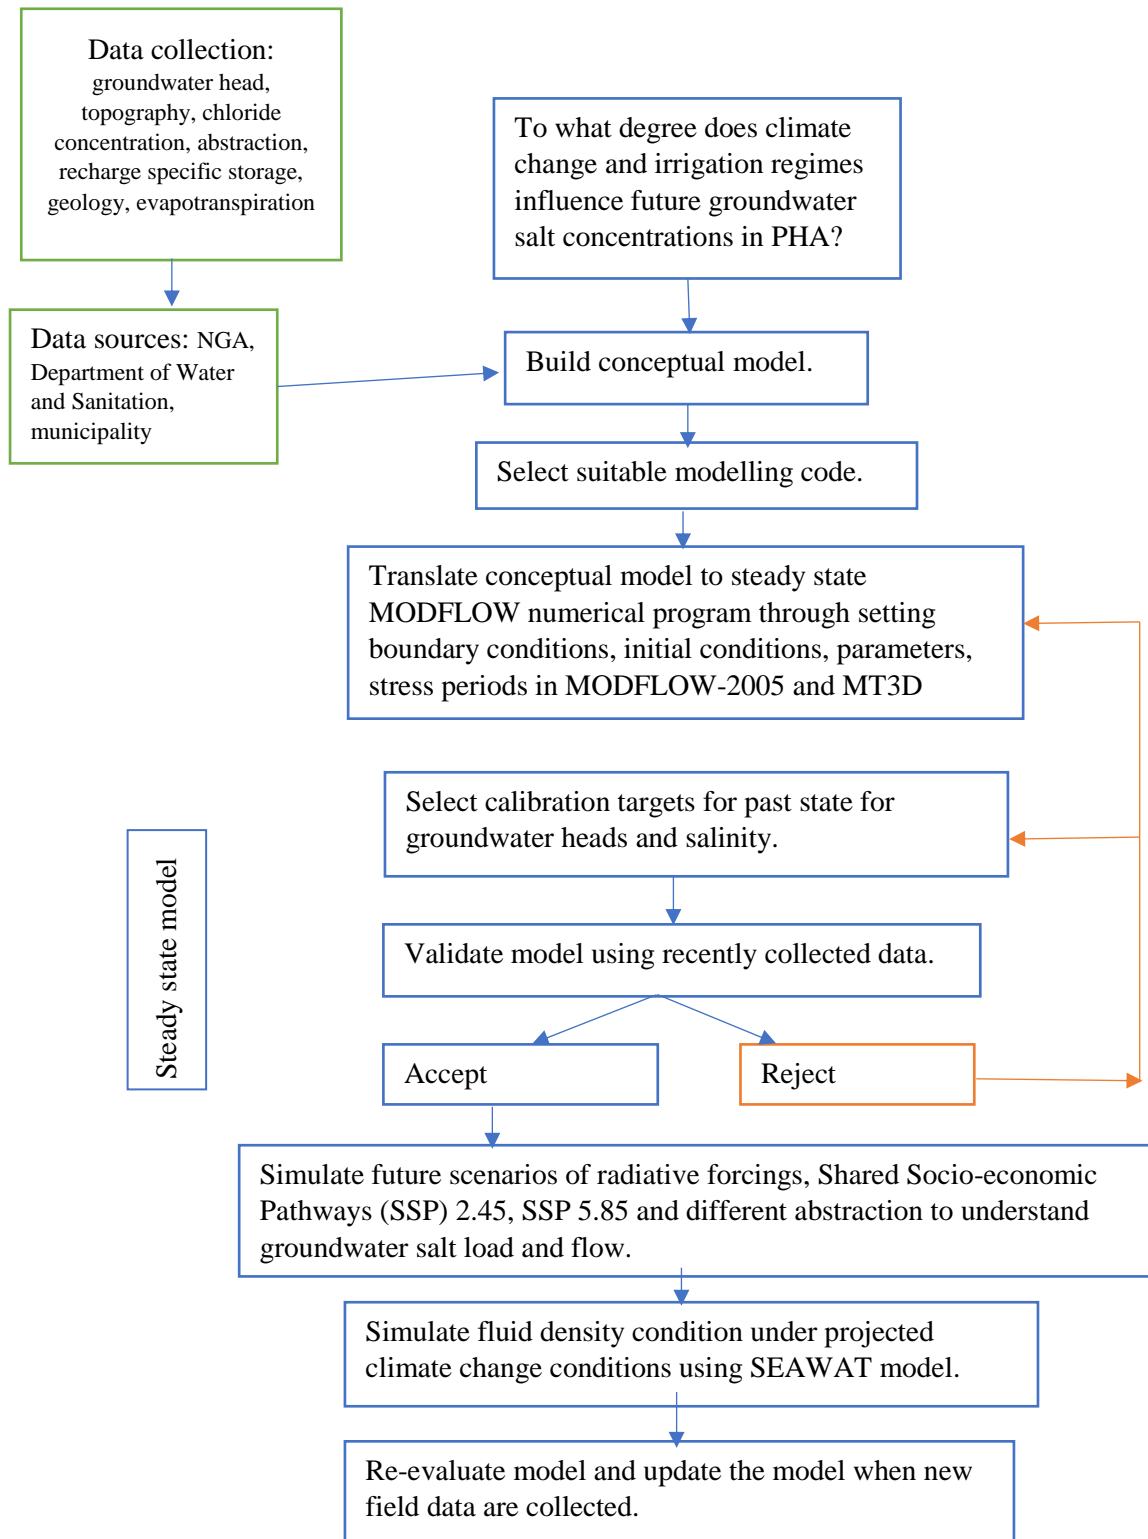 Data collection:
groundwater head,
topography, chloride
concentration, abstraction,
recharge specific storage,
geology, evapotranspiration
To what degree does climate
change and irrigation regimes
influence future groundwater
salt concentrations in PHA?
Data sources: NGA,
Department of Water
and Sanitation,
municipality
Build conceptual model.
Select suitable modelling code.
Translate conceptual model to steady state
MODFLOW numerical program through setting
boundary conditions, initial conditions, parameters,
stress periods in MODFLOW-2005 and MT3D
Select calibration targets for past state for
groundwater heads and salinity.
Steady state model
Validate model using recently collected data.
Accept
Reject
Simulate future scenarios of radiative forcings, Shared Socio-economic
Pathways (SSP) 2.45, SSP 5.85 and different abstraction to understand
groundwater salt load and flow.
Simulate fluid density condition under projected
climate change conditions using SEAWAT model.
Re-evaluate model and update the model when new
field data are collected.